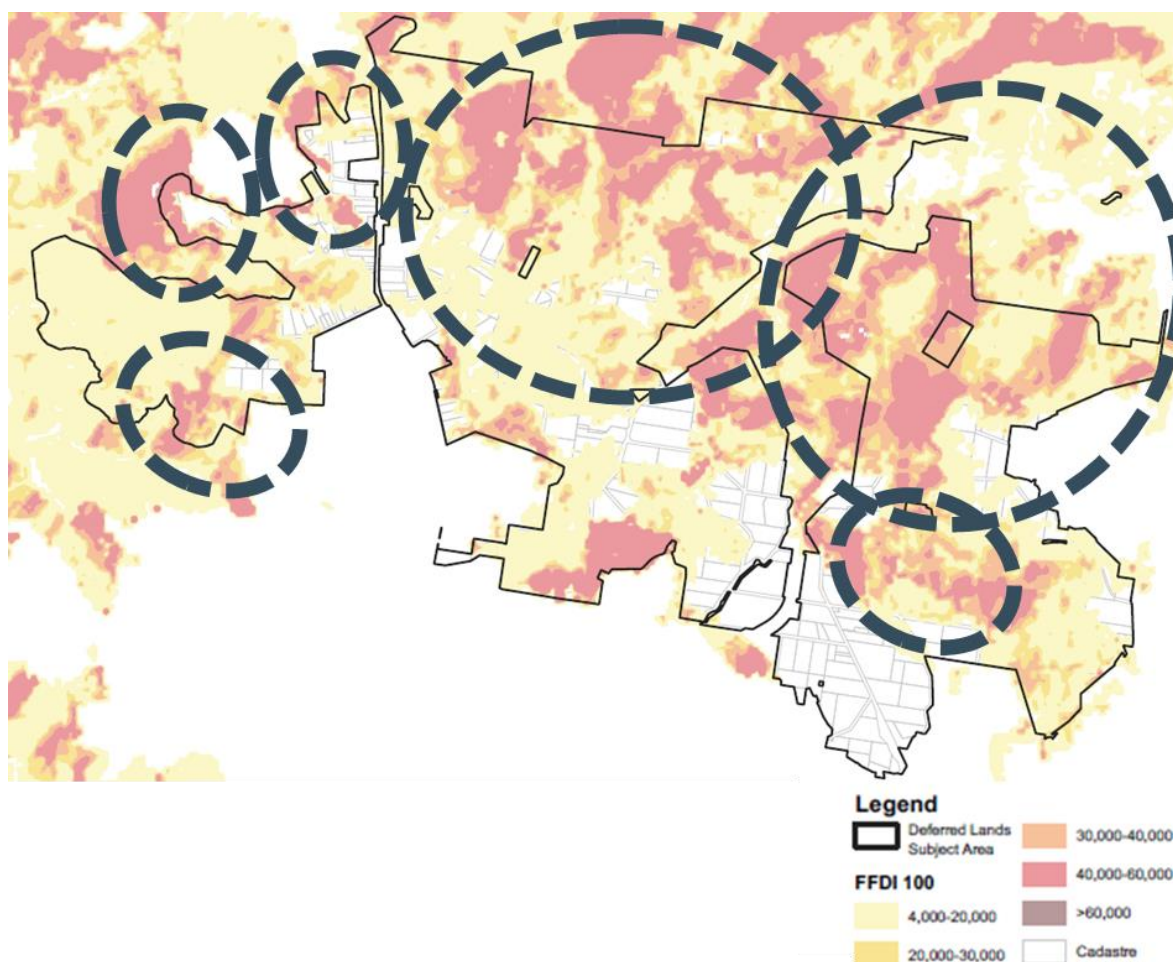 Legend
Deferred Lands
Subject Area
FFDI 100
4,000-20,000
20,000-30,000
30,000-40,000
40,000-60,000
>60,000
Cadastre